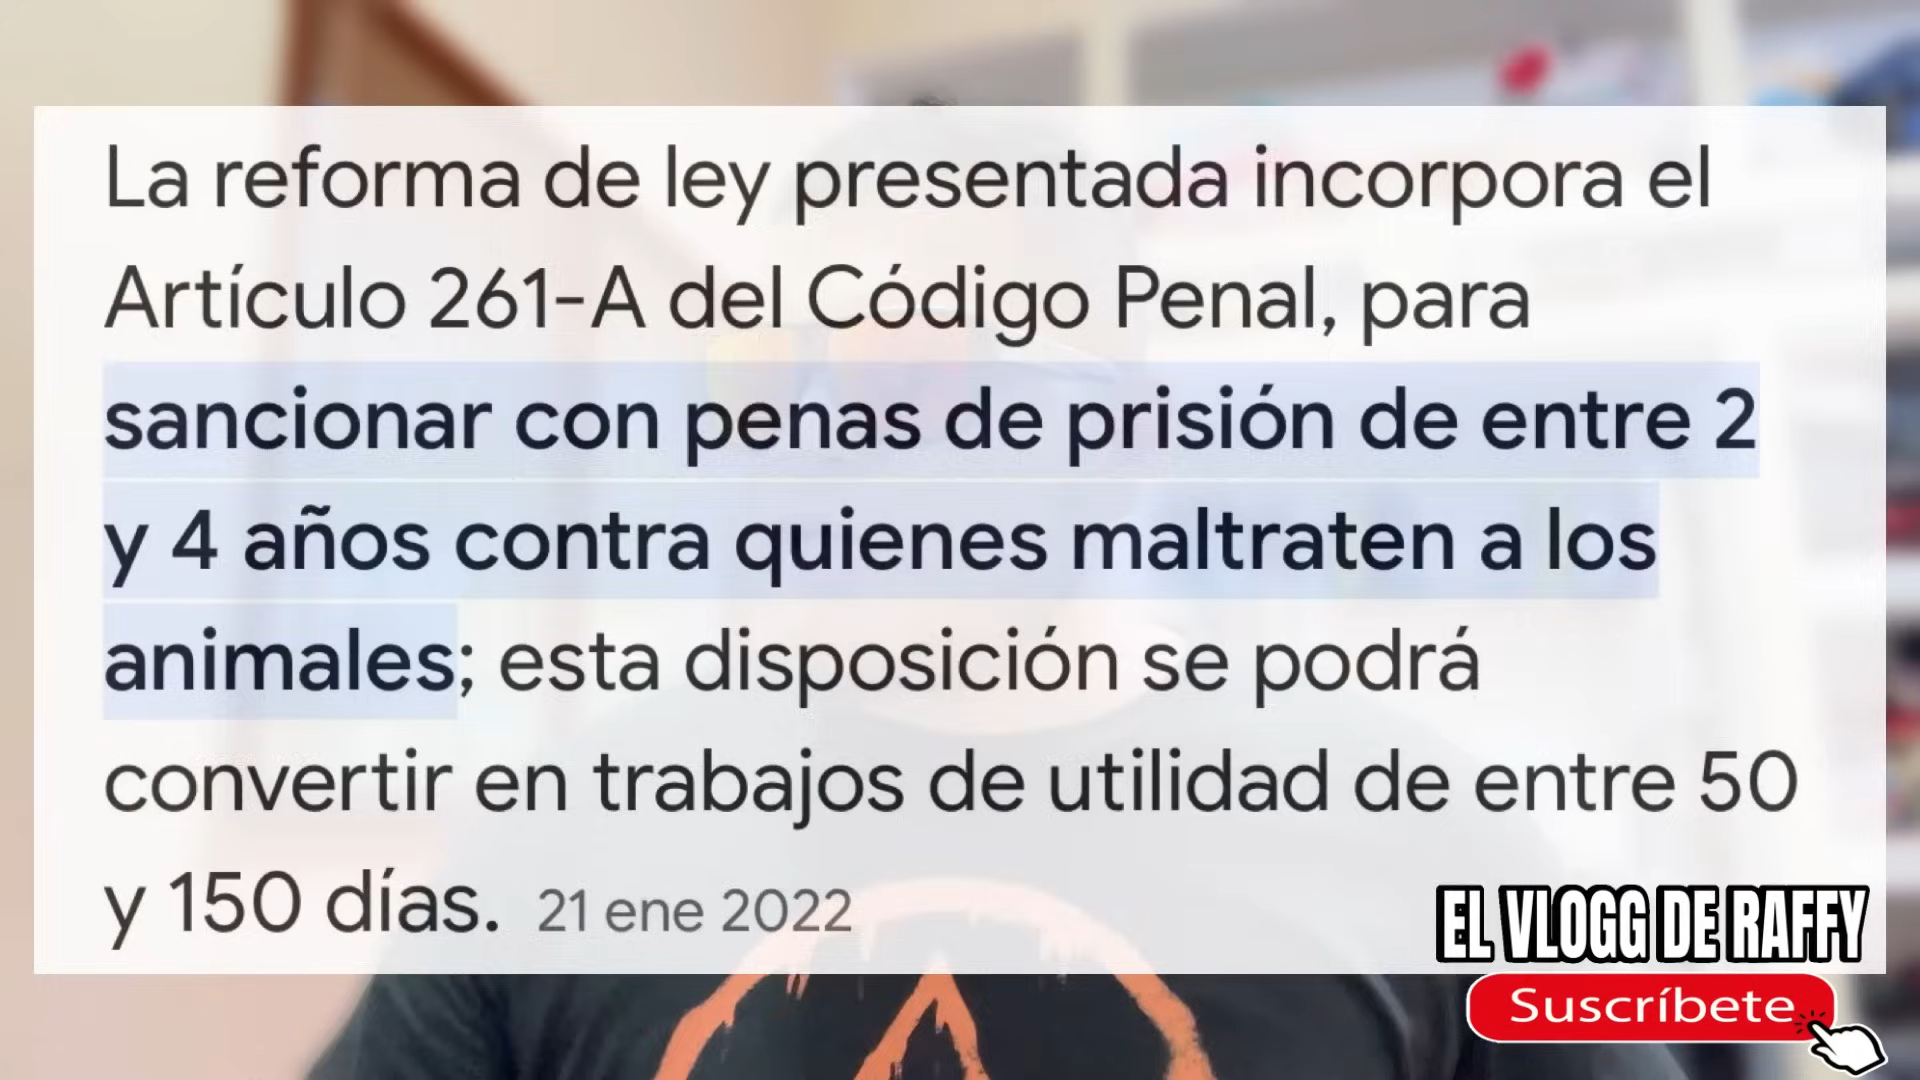 La reforma de ley presentada incorpora el
Artículo 261-A del Código Penal, para
sancionar con penas de prisión de entre 2
y 4 años contra quienes maltraten a los
animales; esta disposición se podrá
convertir en trabajos de utilidad de entre 50
y 150 días. 21 ene 2022
EL VLOGG DE RAFFY
Suscríbete